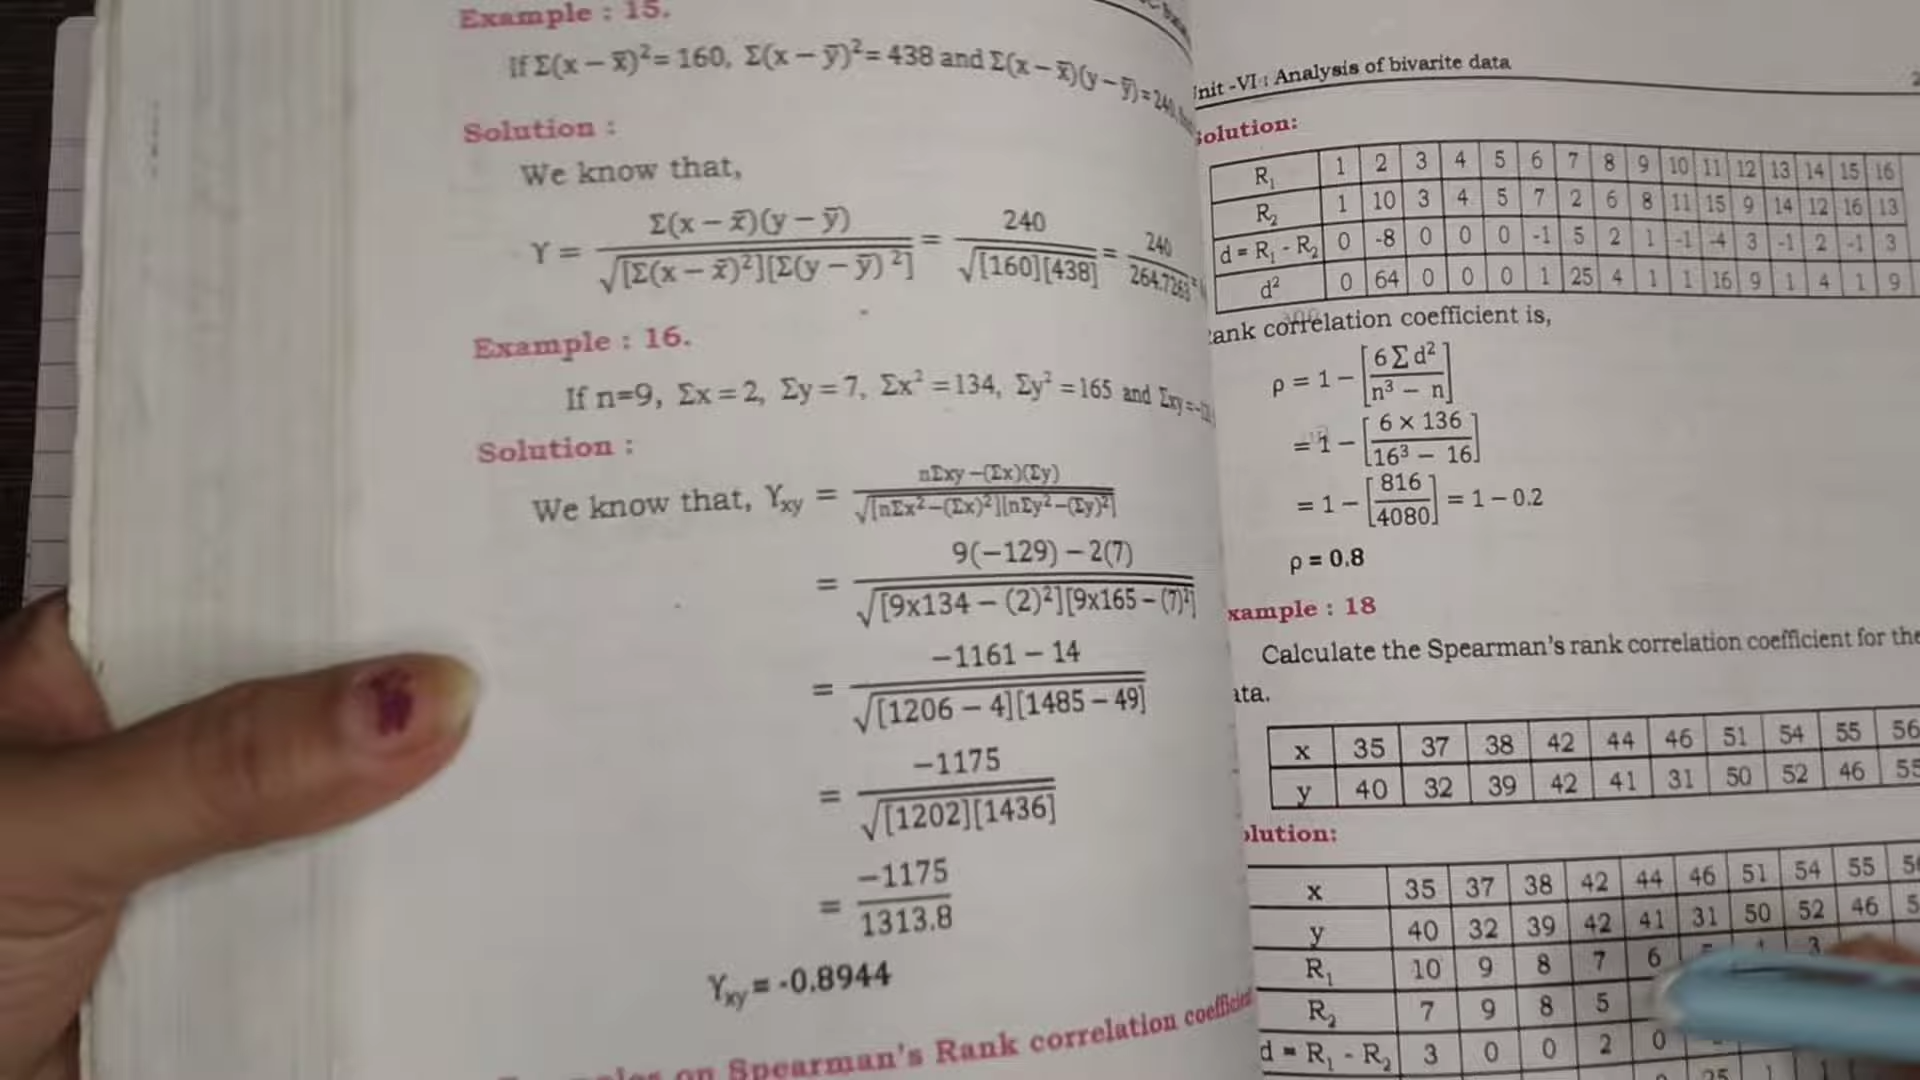 Example : 15.
If Σ(x – x̄)²= 160, Σ(x – ȳ)²= 438 and Σ(x – x̄)(y – ȳ) = 240,
Solution :
We know that,
ϒ = Σ(x – x̄)(y – ȳ) / √[Σ(x – x̄)²][Σ(y – ȳ)²] = 240 / √[160][438] = 240 / 264.7263 =
Example : 16.
If n=9, Σx = 2, Σy = 7, Σx² = 134, Σy² = 165 and Σxy =
Solution :
We know that, ϒxy = nΣxy –(Σx)(Σy) / √[nΣx²–(Σx)²][nΣy²–(Σy)²]
= 9(–129) – 2(7) / √[9x134 – (2)²][9x165 – (7)²]
= –1161 – 14 / √[1206 – 4][1485 – 49]
= –1175 / √[1202][1436]
= –1175 / 1313.8
ϒxy = -0.8944
on Spearman's Rank correlation
Unit -VI : Analysis of bivarite data
Solution:
R₁ 1 2 3 4 5 6 7 8 9 10 11 12 13 14 15 16
R₂ 1 10 3 4 5 7 2 6 8 11 15 9 14 12 16 13
d = R₁ - R₂ 0 -8 0 0 0 -1 5 2 1 -1 -4 3 -1 2 -1 3
d² 0 64 0 0 0 1 25 4 1 1 16 9 1 4 1 9
ank correlation coefficient is,
ρ = 1 – [6 Σ d² / n³ – n]
= 1 – [6 × 136 / 16³ – 16]
= 1 – [816 / 4080] = 1 – 0.2
ρ = 0.8
xample : 18
Calculate the Spearman's rank correlation coefficient for the
ata.
x 35 37 38 42 44 46 51 54 55 56
y 40 32 39 42 41 31 50 52 46 55
olution:
x 35 37 38 42 44 46 51 54 55
y 40 32 39 42 41 31 50 52 46
R₁ 10 9 8 7 6 3
R₂ 7 9 8 5
d = R₁ - R₂ 3 0 0 2 0
25